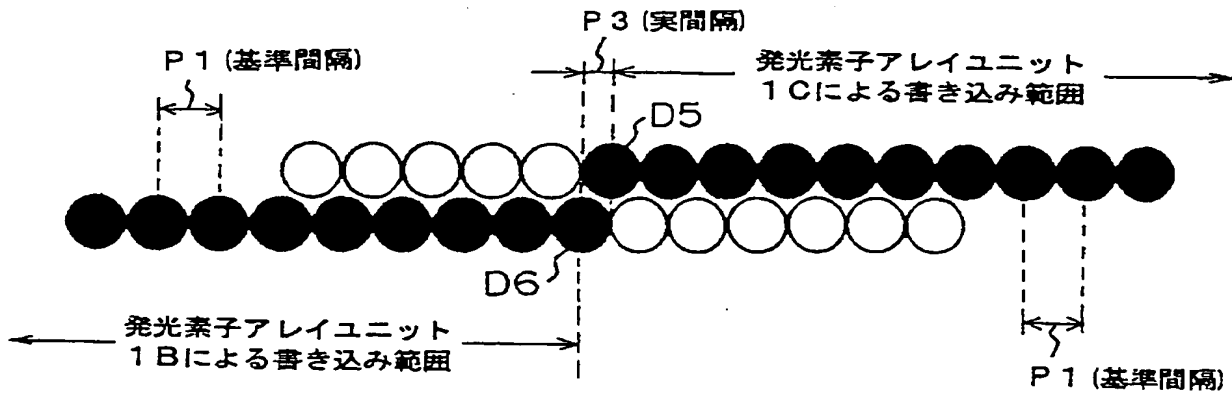 P3(実間隔)
P1(基準間隔)
発光素子アレイユニット
1Cによる書き込み範囲
D5
D6
発光素子アレイユニット
1Bによる書き込み範囲
P1(基準間隔)